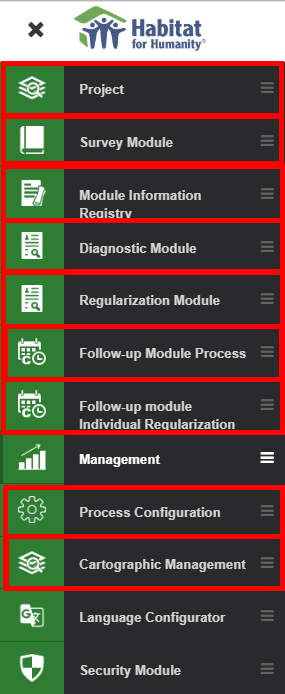 Habitat
for Humanity®
Project
Survey Module
Module Information
Registry
Diagnostic Module
Regularization Module
Follow-up Module Process
Follow-up module
Individual Regularization
Management
Process Configuration
Cartographic Management
Language Configurator
Security Module